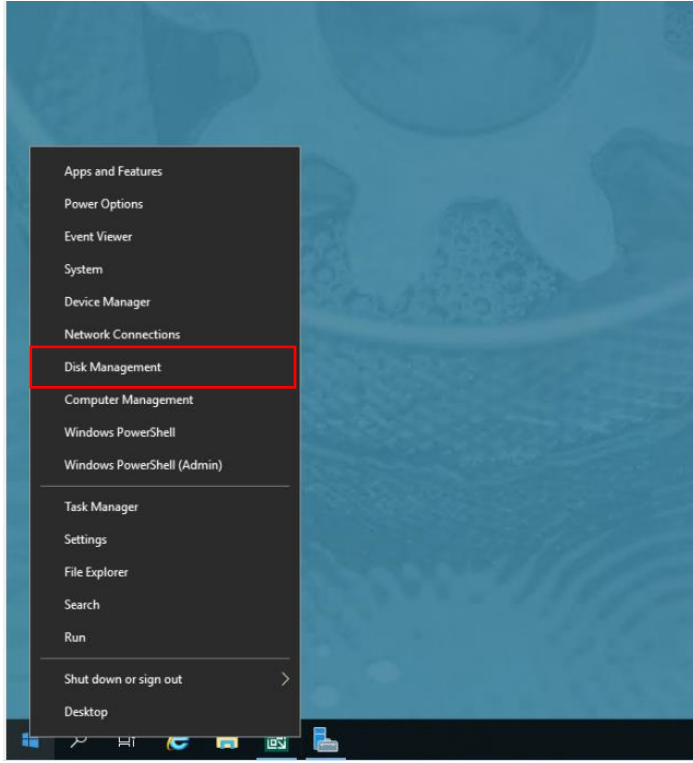 Apps and Features
Power Options
Event Viewer
System
Device Manager
Network Connections
Disk Management
Computer Management
Windows PowerShell
Windows PowerShell (Admin)
Task Manager
Settings
File Explorer
Search
Run
Shut down or sign out
Desktop